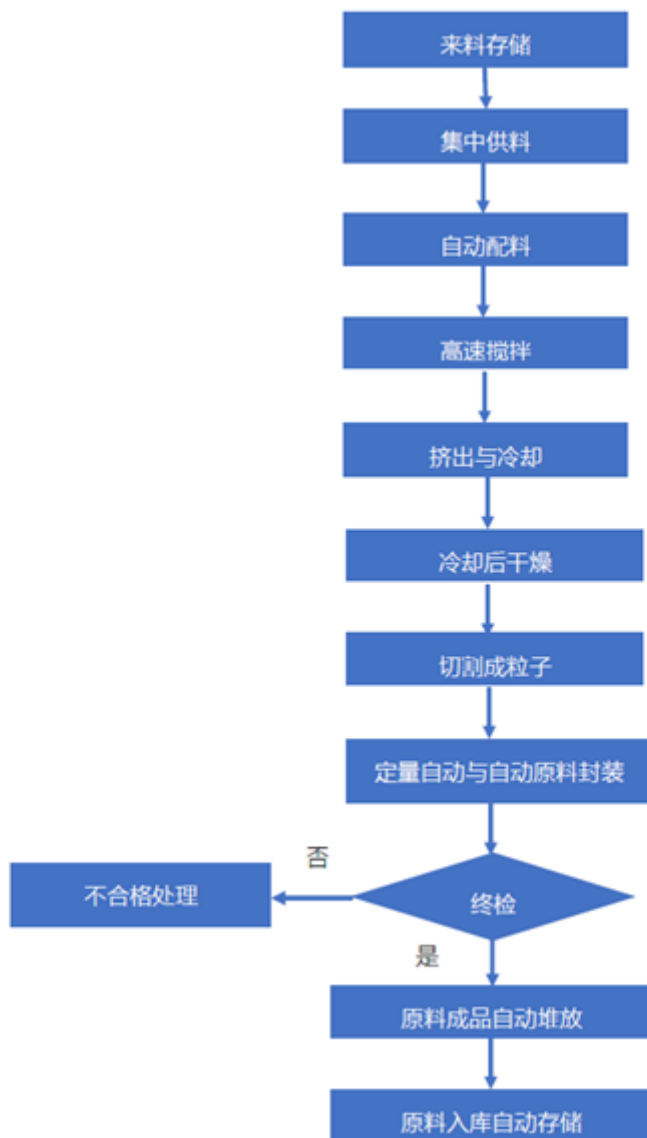 来料存储
集中供料
自动配料
高速搅拌
挤出与冷却
冷却后干燥
切割成粒子
定量自动与自动原料封装
否
不合格处理
终检
是
原料成品自动堆放
原料入库自动存储